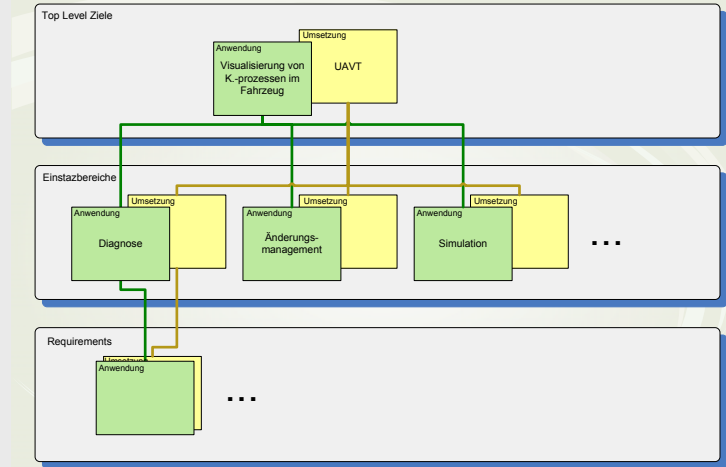 Top Level Ziele
Umsetzung
UAVT
Anwendung
Visualisierung von
K.-prozessen im
Fahrzeug
Einstazbereiche
Umsetzung
Anwendung
Diagnose
Umsetzung
Anwendung
Änderungs-
management
Umsetzung
Anwendung
Simulation
...
Requirements
Umsetzung
Anwendung
...